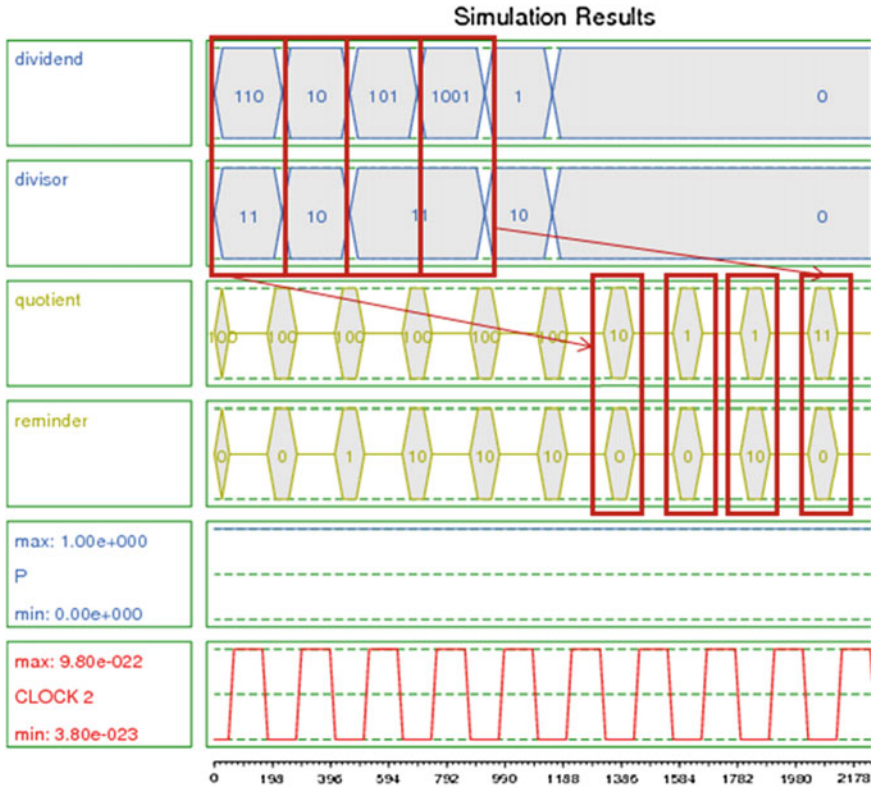 Simulation Results
dividend
110 10 101 1001 1 0
divisor
11 10 11 10 0
quotient
100 100 100 100 100 100 10 1 1 11
reminder
0 0 1 10 10 10 0 0 10 0
max: 1.00e+000
P
min: 0.00e+000
max: 9.80e-022
CLOCK 2
min: 3.80e-023
0 198 396 594 792 990 1188 1386 1584 1782 1980 2178